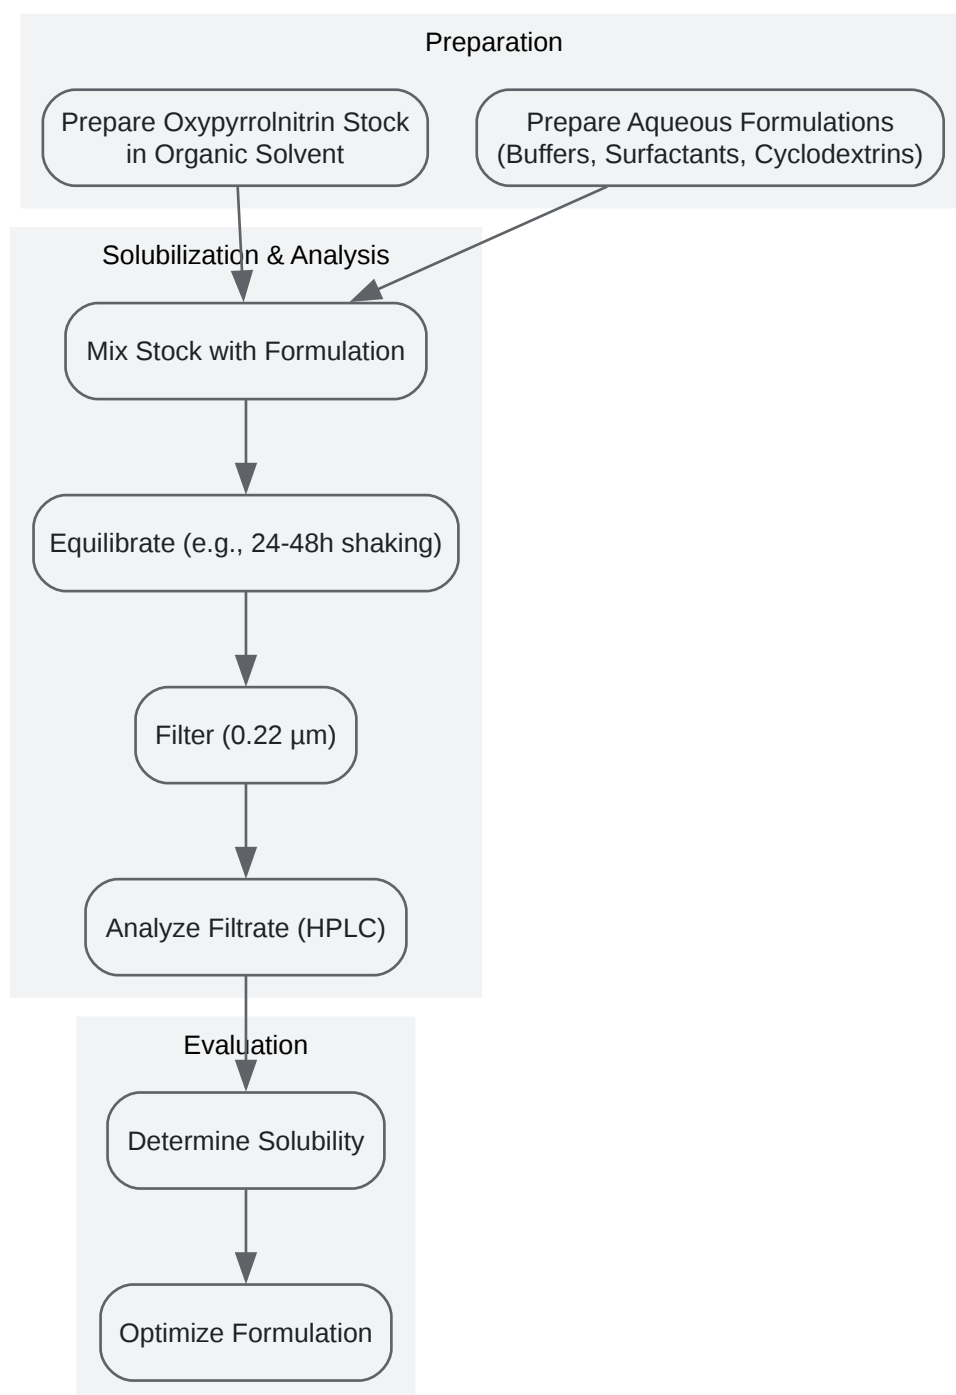 Preparation
Prepare Oxypyrrolnitrin Stock
in Organic Solvent
Prepare Aqueous Formulations
(Buffers, Surfactants, Cyclodextrins)
Solubilization & Analysis
Mix Stock with Formulation
Equilibrate (e.g., 24-48h shaking)
Filter (0.22 µm)
Analyze Filtrate (HPLC)
Evaluation
Determine Solubility
Optimize Formulation